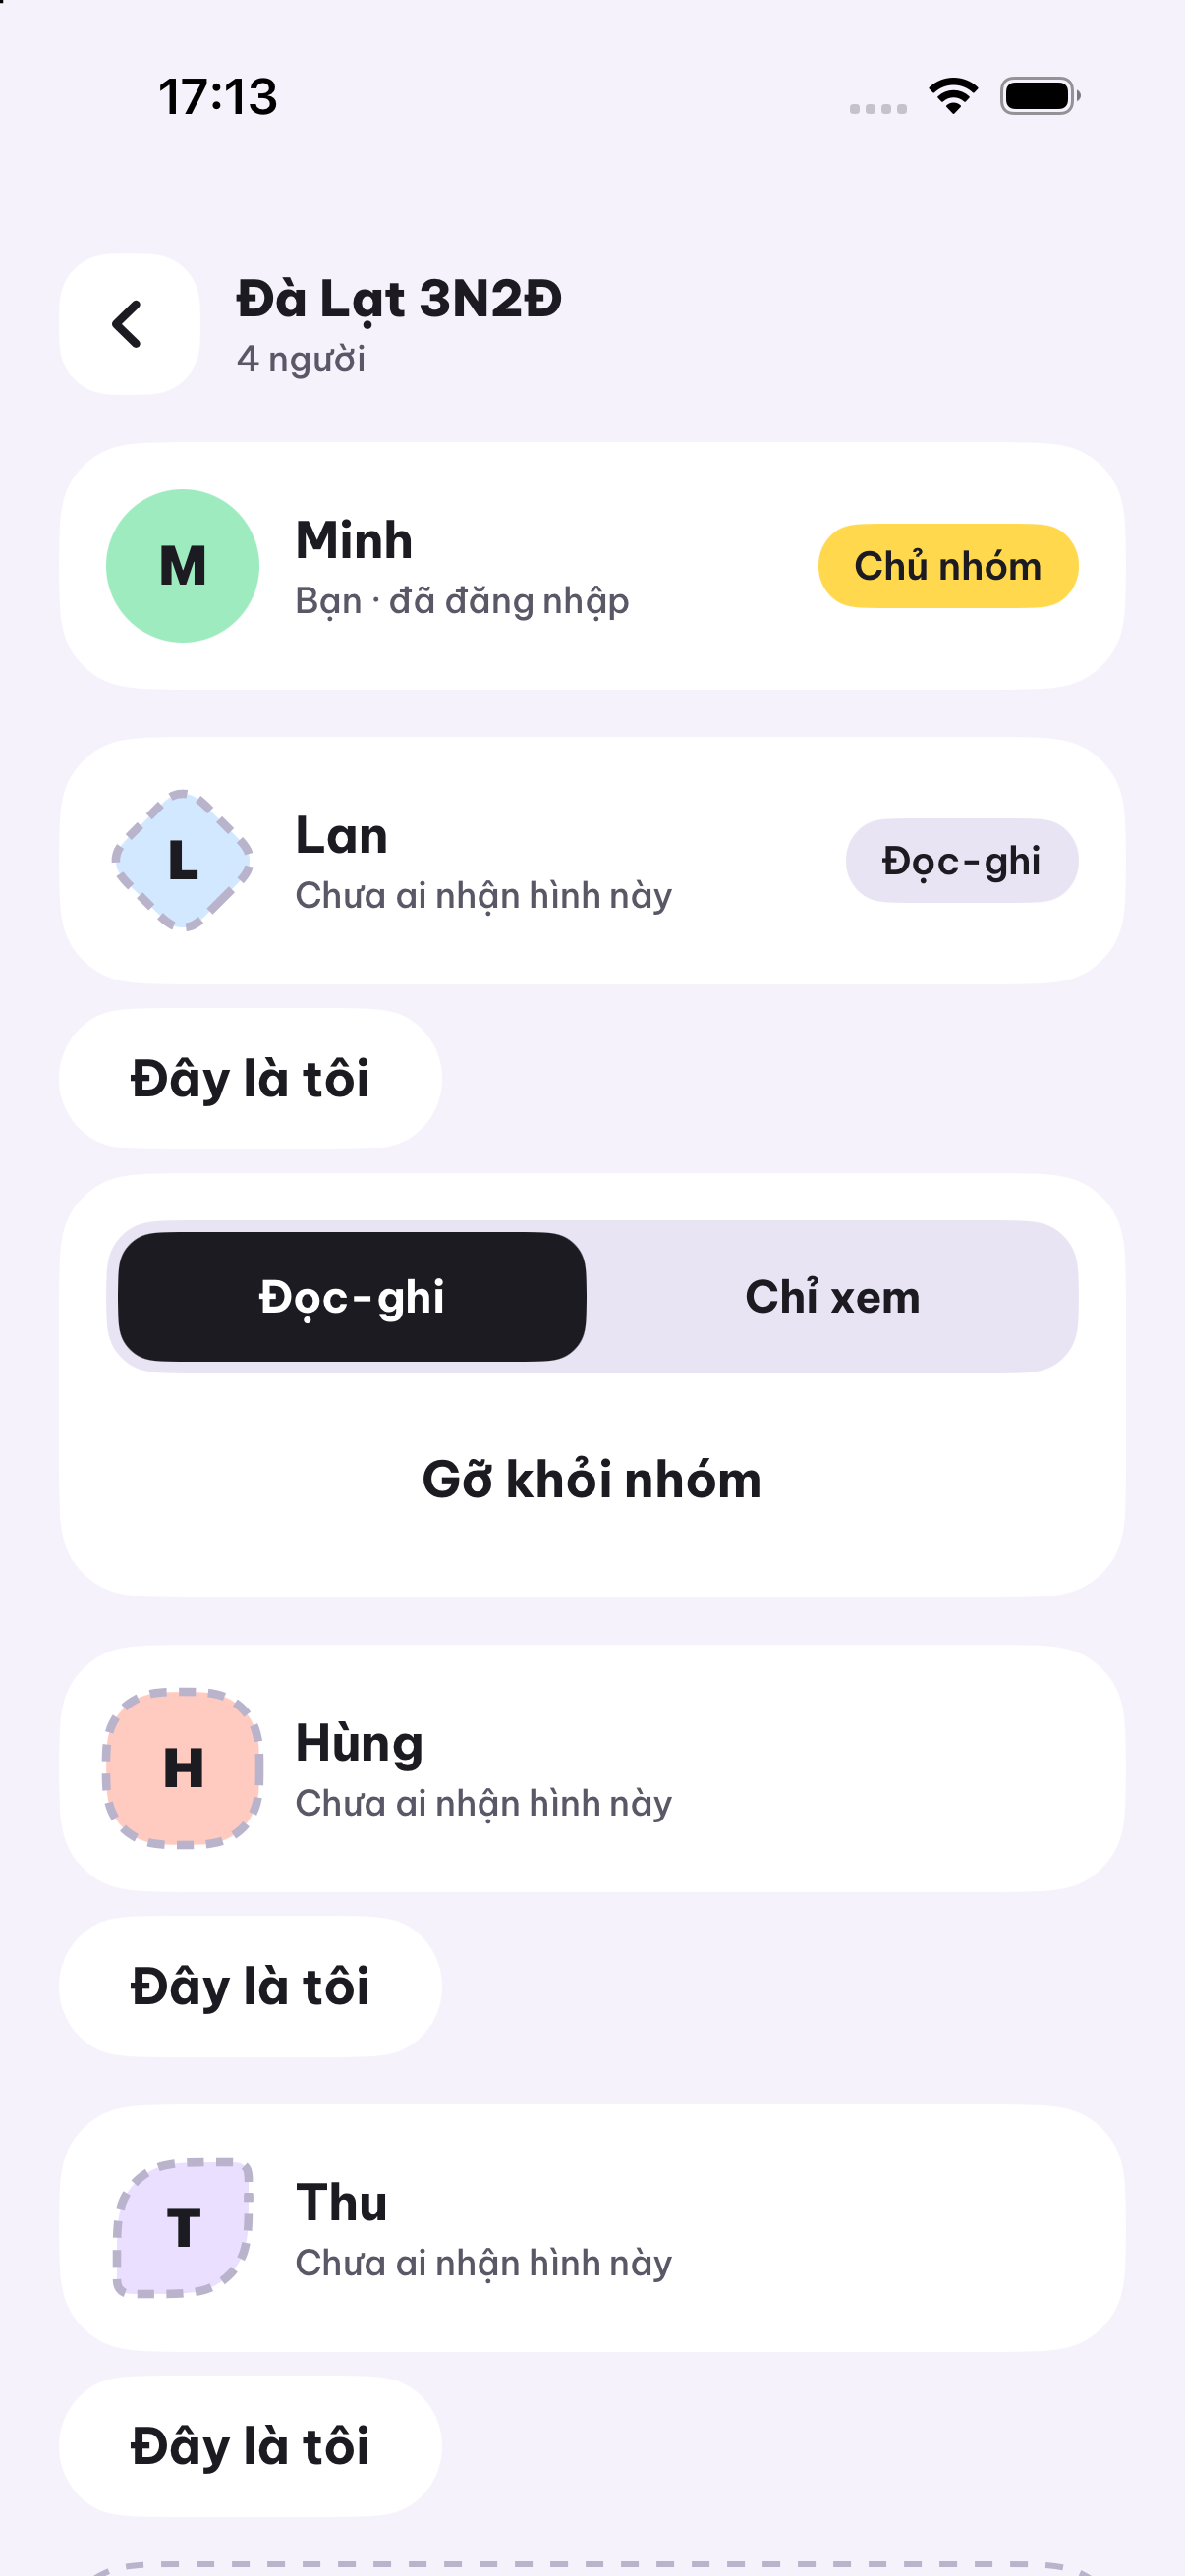 17:13
Đà Lạt 3N2Đ
4 người
M
Minh
Bạn · đã đăng nhập
Chủ nhóm
L
Lan
Chưa ai nhận hình này
Đọc-ghi
Đây là tôi
Đọc-ghi
Chỉ xem
Gỡ khỏi nhóm
H
Hùng
Chưa ai nhận hình này
Đây là tôi
T
Thu
Chưa ai nhận hình này
Đây là tôi